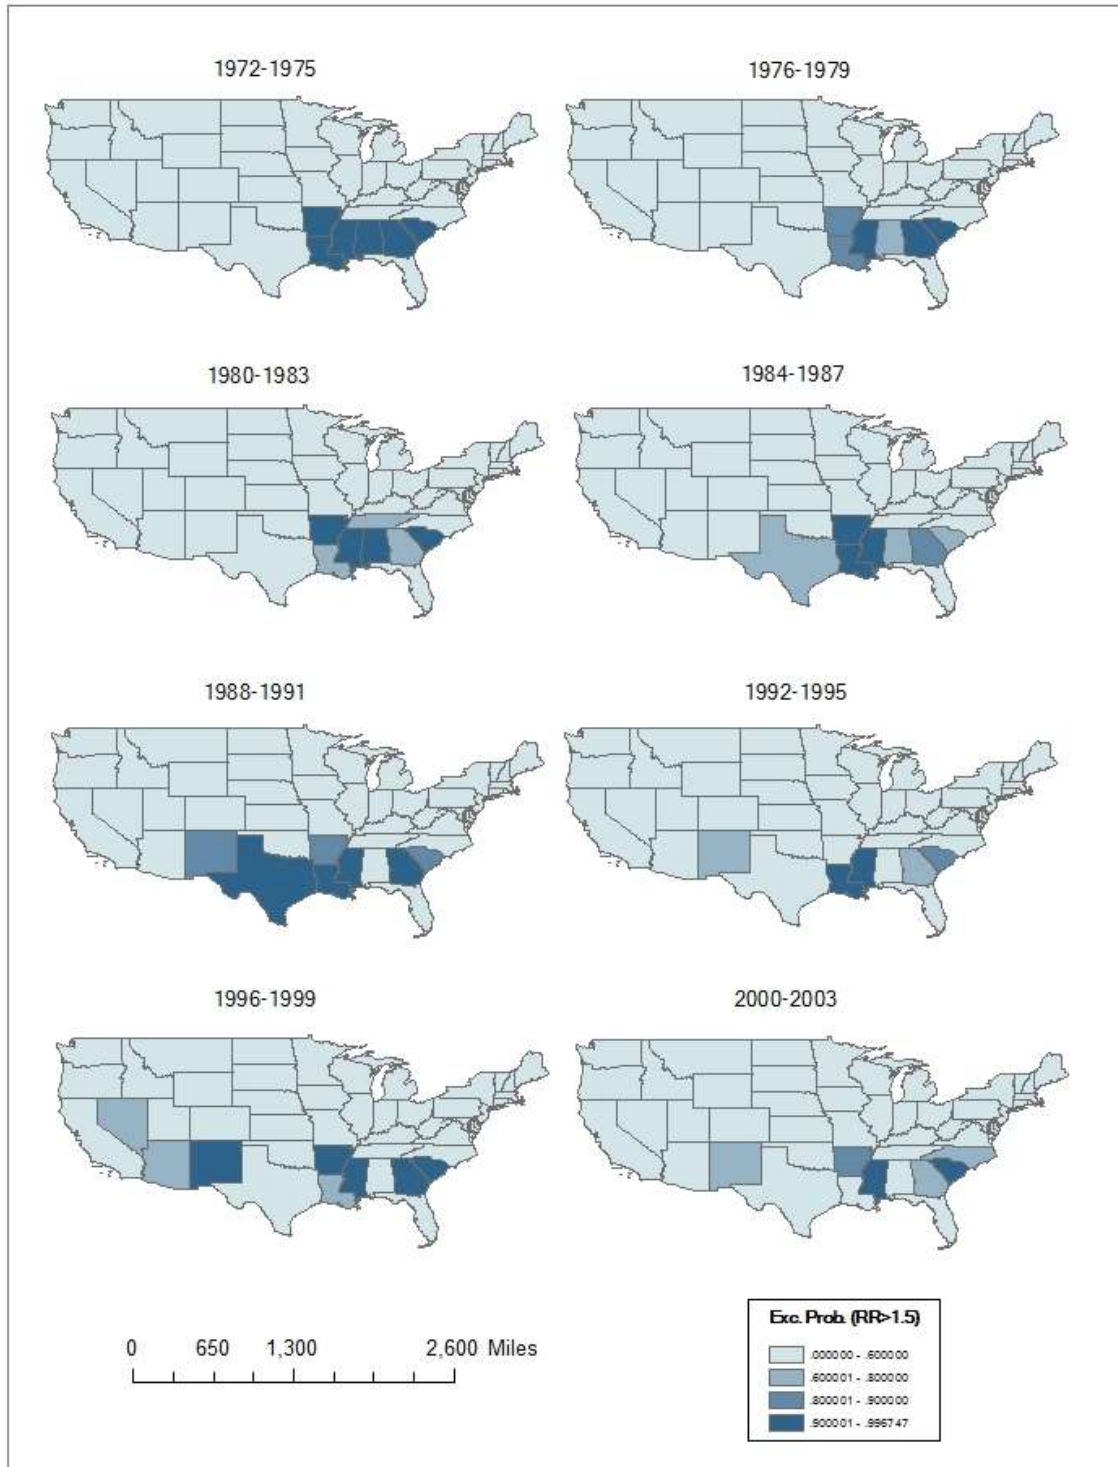 1972-1975
1976-1979
1980-1983
1984-1987
1988-1991
1992-1995
1996-1999
2000-2003
0 650 1,300 2,600 Miles
Exc. Prob. (RR>1.5)
.000000 - .600000
.600001 - .800000
.800001 - .900000
.900001 - .996747